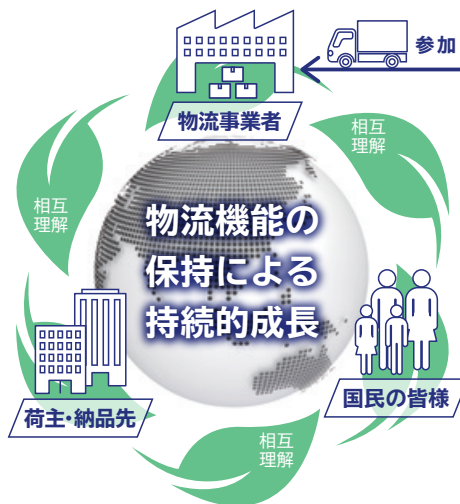 参加
物流事業者
相互
理解
相互
理解
物流機能の
保持による
持続的成長
荷主・納品先
国民の皆様
相互
理解